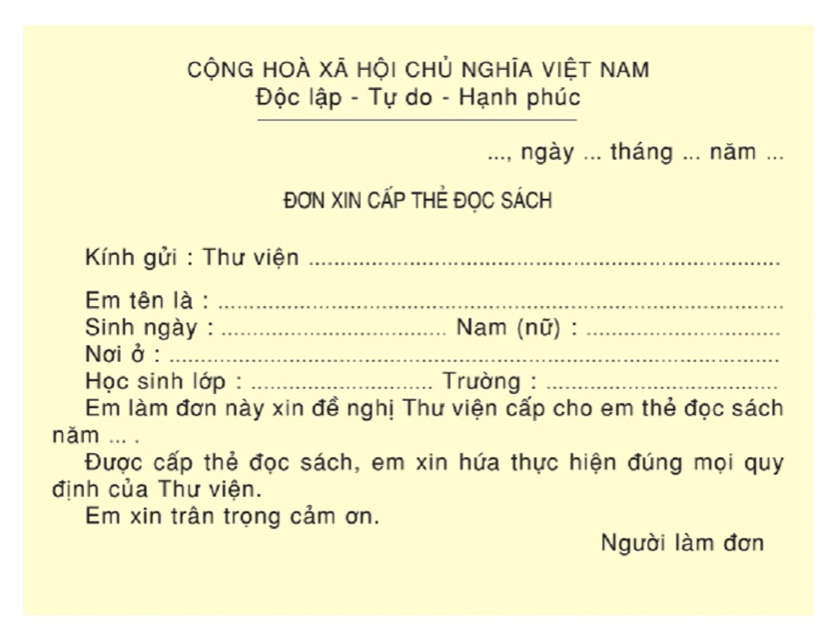 CỘNG HOÀ XÃ HỘI CHỦ NGHĨA VIỆT NAM
Độc lập - Tự do - Hạnh phúc
..., ngày ... tháng ... năm ...
ĐƠN XIN CẤP THẺ ĐỌC SÁCH
Kính gửi : Thư viện ......................................................................
Em tên là : ....................................................................................
Sinh ngày : .................................. Nam (nữ) : .............................
Nơi ở : ...........................................................................................
Học sinh lớp : ........................... Trường : ...................................
Em làm đơn này xin đề nghị Thư viện cấp cho em thẻ đọc sách
năm ... .
Được cấp thẻ đọc sách, em xin hứa thực hiện đúng mọi quy
định của Thư viện.
Em xin trân trọng cảm ơn.
Người làm đơn